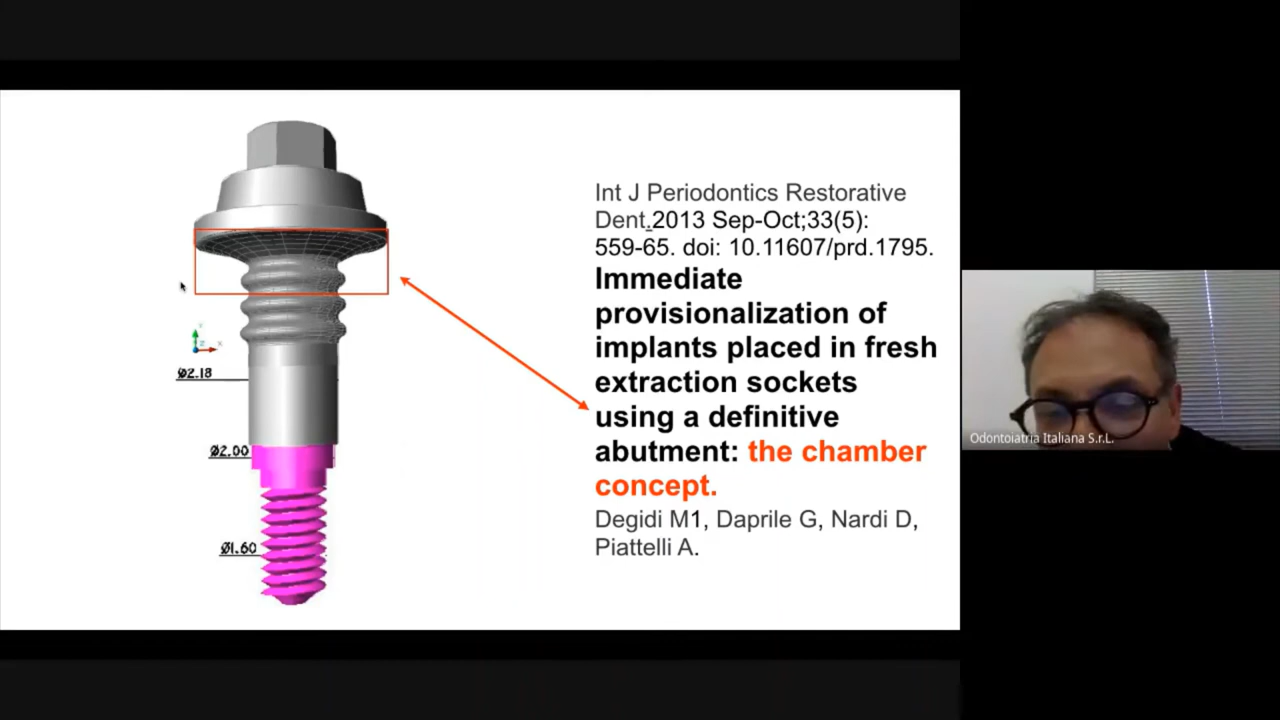 Int J Periodontics Restorative
Dent.2013 Sep-Oct;33(5):
559-65. doi: 10.11607/prd.1795.
Immediate
provisionalization of
implants placed in fresh
extraction sockets
using a definitive
abutment: the chamber
concept.
Degidi M1, Daprile G, Nardi D,
Piattelli A.
Y
Z X
Ø2.18
Ø2.00
Ø1.60
Odontoiatria Italiana S.r.L.